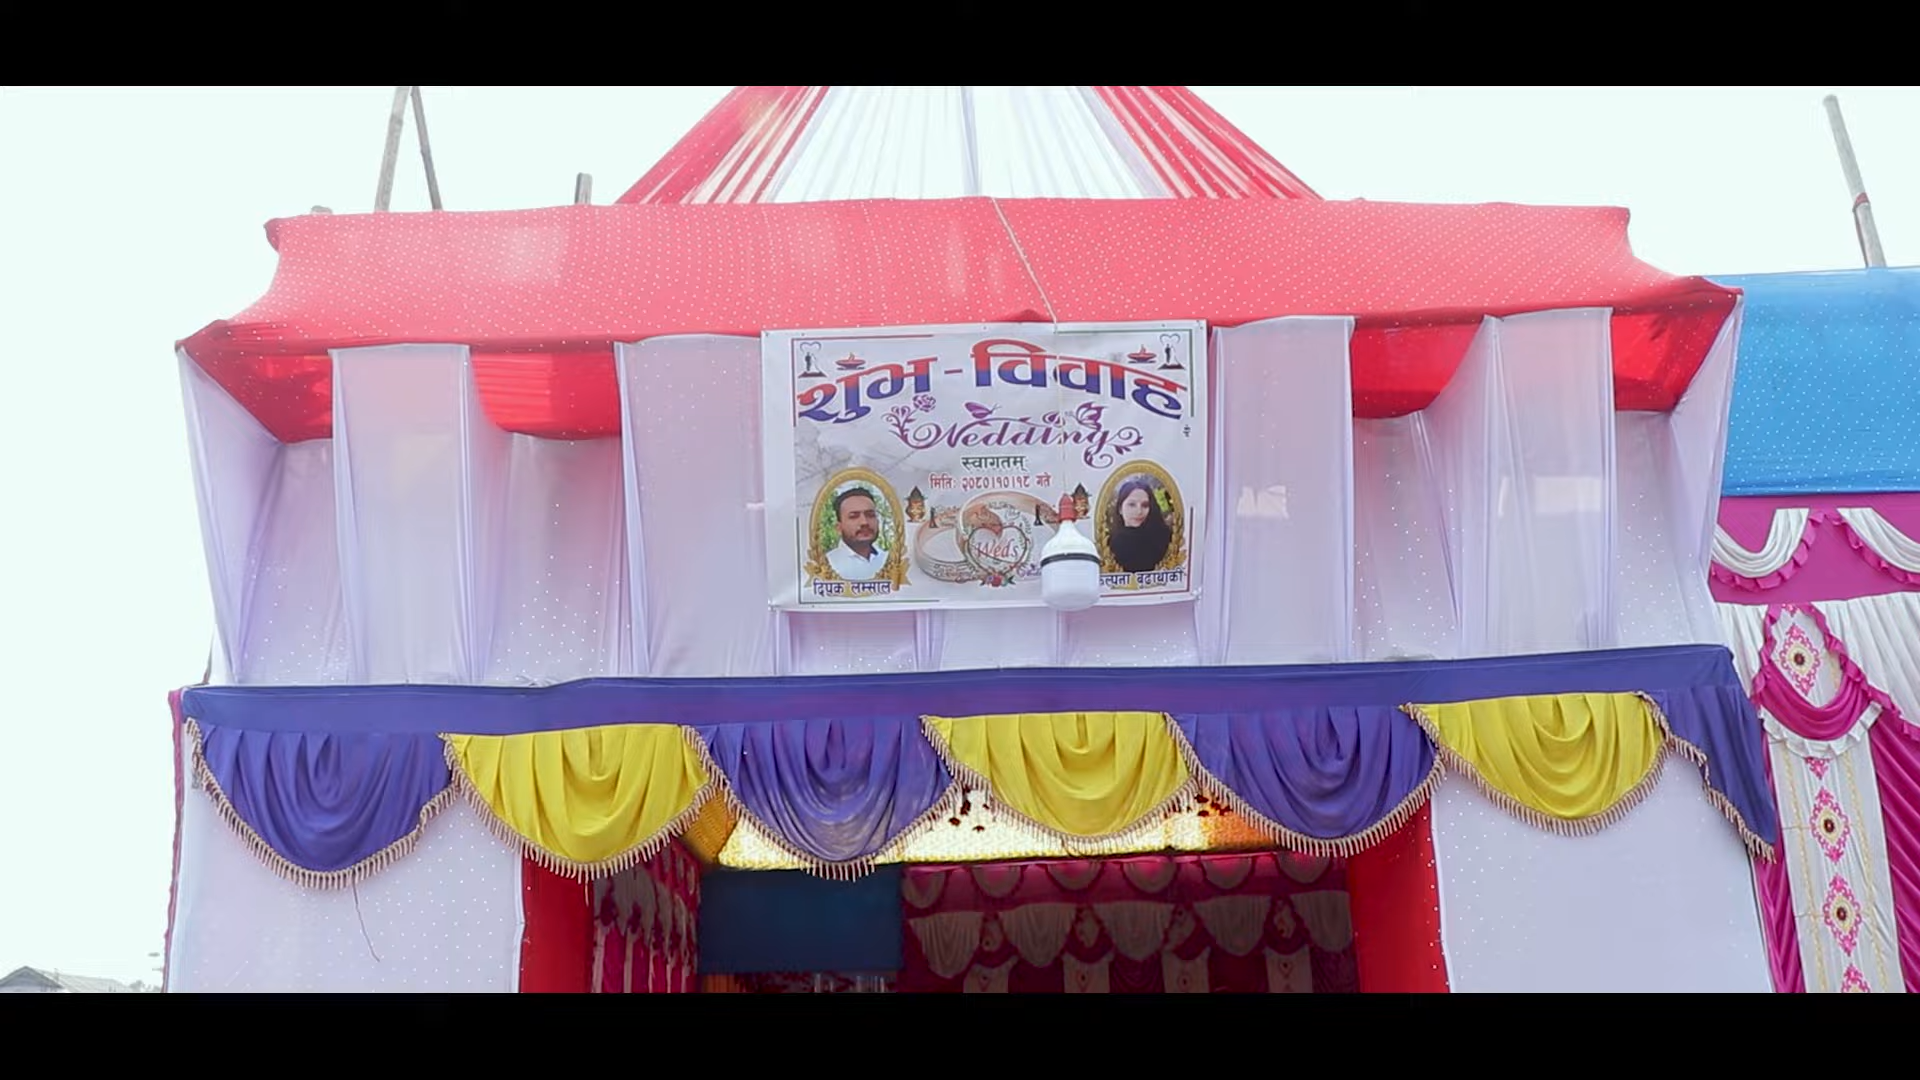 शुभ - विवाह
Wedding
स्वागतम्
मिति: २०८०।१०।१८ गते
Weds
दिपक लम्साल
कल्पना बढाथोकी